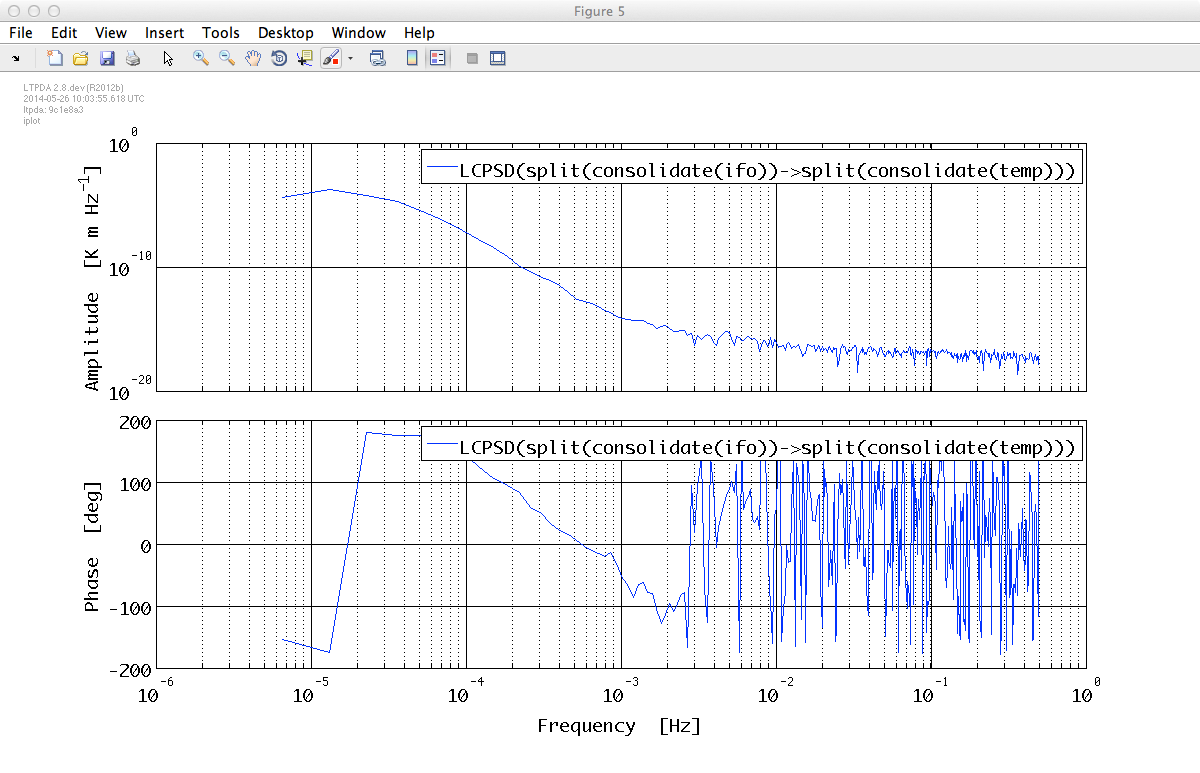 Figure 5
File Edit View Insert Tools Desktop Window Help
LTPDA 2.8.dev (R2012b)
2014-05-26 10:03:55.618 UTC
ltpda: 9c1e8a3
iplot
10^0
10^-10
10^-20
Amplitude [K m Hz^-1]
LCPSD(split(consolidate(ifo))->split(consolidate(temp)))
200
100
0
-100
-200
Phase [deg]
LCPSD(split(consolidate(ifo))->split(consolidate(temp)))
10^-6 10^-5 10^-4 10^-3 10^-2 10^-1 10^0
Frequency [Hz]